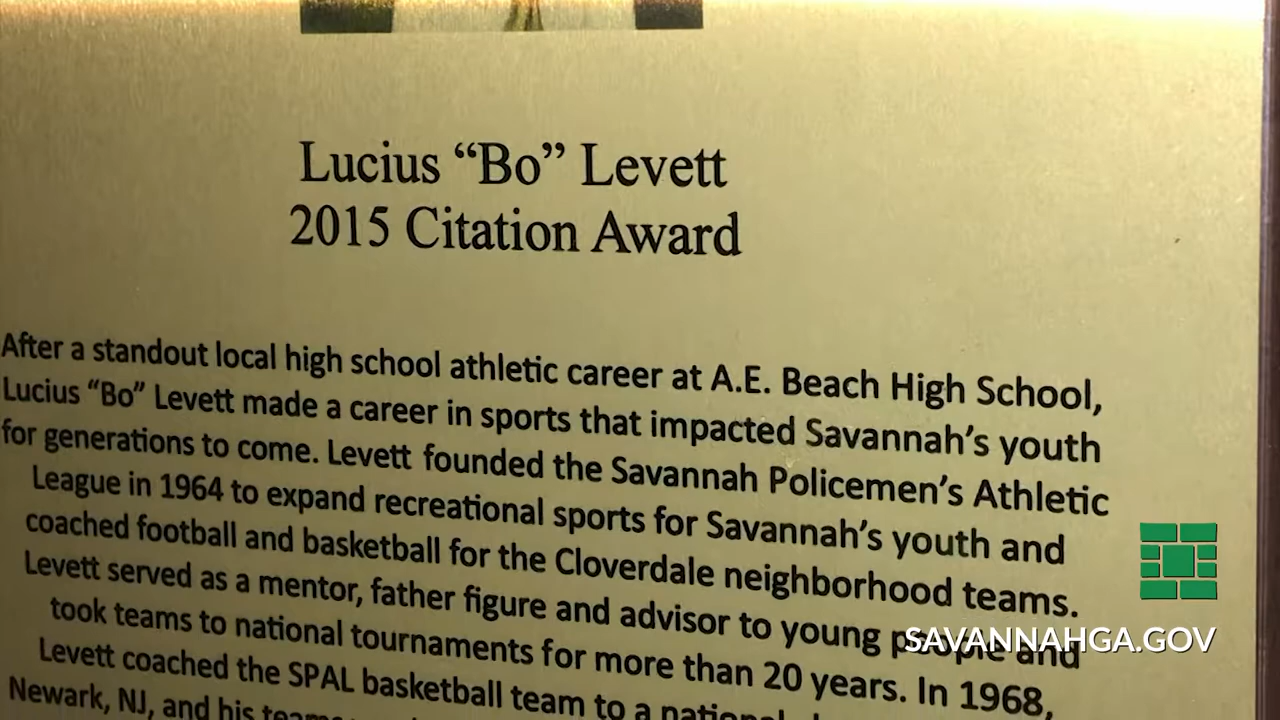 Lucius “Bo” Levett
2015 Citation Award
After a standout local high school athletic career at A.E. Beach High School,
Lucius “Bo” Levett made a career in sports that impacted Savannah’s youth
for generations to come. Levett founded the Savannah Policemen’s Athletic
League in 1964 to expand recreational sports for Savannah’s youth and
coached football and basketball for the Cloverdale neighborhood teams.
Levett served as a mentor, father figure and advisor to young people and
took teams to national tournaments for more than 20 years. In 1968,
Levett coached the SPAL basketball team to a national
Newark, NJ, and his
SAVANNAHGA.GOV